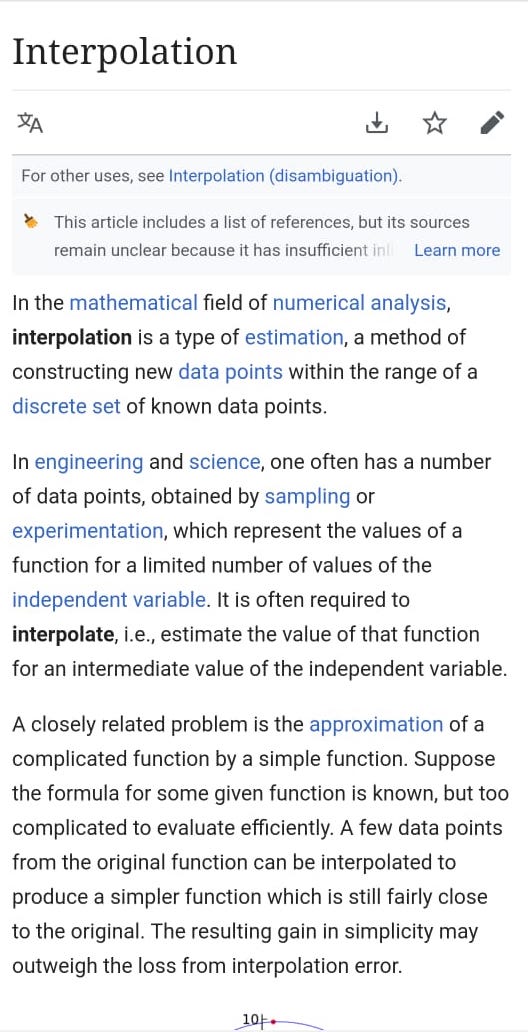 Interpolation
文A
For other uses, see Interpolation (disambiguation).
This article includes a list of references, but its sources
remain unclear because it has insufficient Learn more
In the mathematical field of numerical analysis,
interpolation is a type of estimation, a method of
constructing new data points within the range of a
discrete set of known data points.
In engineering and science, one often has a number
of data points, obtained by sampling or
experimentation, which represent the values of a
function for a limited number of values of the
independent variable. It is often required to
interpolate, i.e., estimate the value of that function
for an intermediate value of the independent variable.
A closely related problem is the approximation of a
complicated function by a simple function. Suppose
the formula for some given function is known, but too
complicated to evaluate efficiently. A few data points
from the original function can be interpolated to
produce a simpler function which is still fairly close
to the original. The resulting gain in simplicity may
outweigh the loss from interpolation error.
10